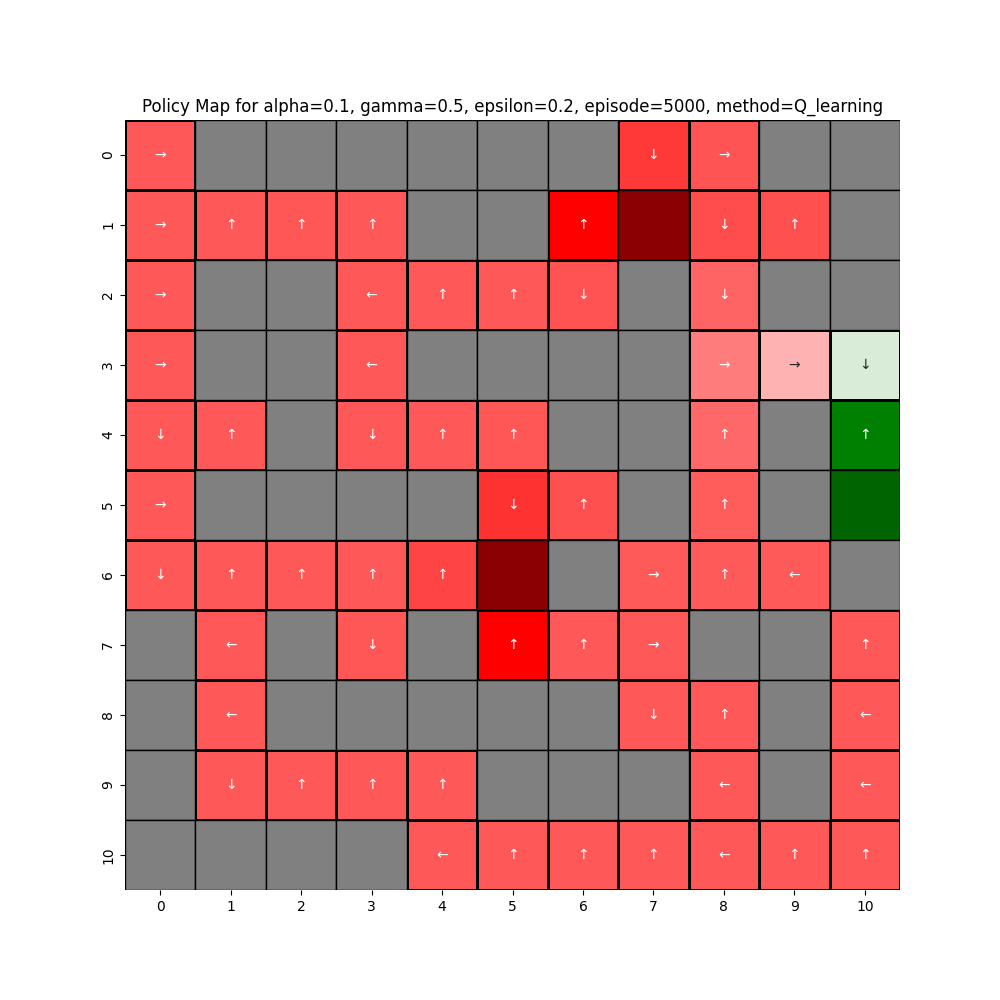 Policy Map for alpha=0.1, gamma=0.5, epsilon=0.2, episode=5000, method=Q_learning
0 → ↓ →
1 → ↑ ↑ ↑ ↑ ↓ ↑
2 → ← ↑ ↑ ↓ ↓
3 → ← → → ↓
4 ↓ ↑ ↓ ↑ ↑ ↑ ↑
5 → ↓ ↑ ↑
6 ↓ ↑ ↑ ↑ ↑ → ↑ ←
7 ← ↓ ↑ ↑ → ↑
8 ← ↓ ↑ ←
9 ↓ ↑ ↑ ↑ ← ←
10 ← ↑ ↑ ↑ ← ↑ ↑
0 1 2 3 4 5 6 7 8 9 10